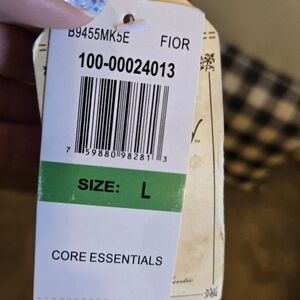 B9455MK5E FIOR
100-00024013
7 59880 98281 3
SIZE: L
CORE ESSENTIALS